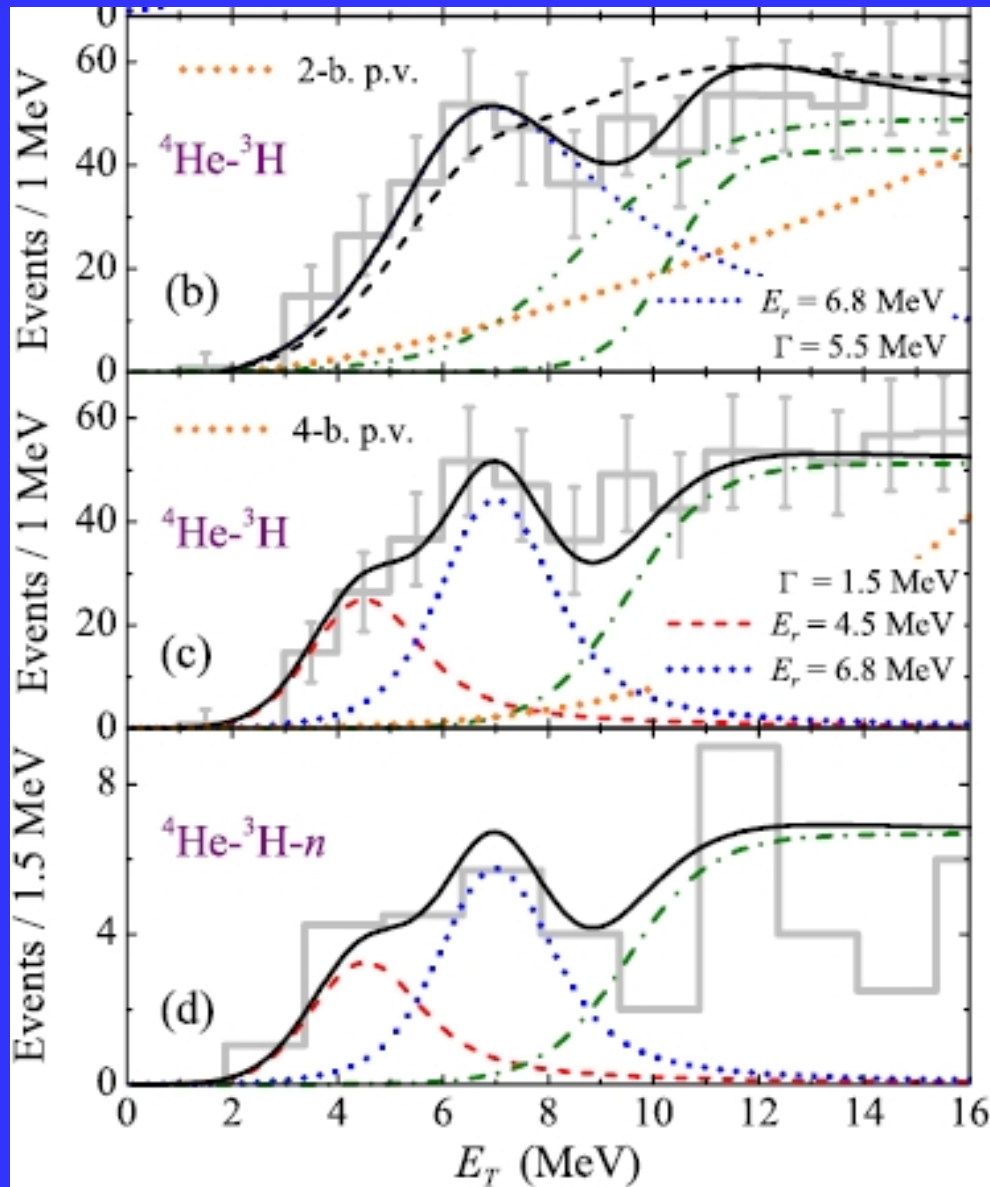 0
60
40
20
0
Events / 1 MeV
2-b. p.v.
⁴He-³H
(b)
E_r = 6.8 MeV
Γ = 5.5 MeV
60
40
20
0
Events / 1 MeV
4-b. p.v.
⁴He-³H
(c)
Γ = 1.5 MeV
E_r = 4.5 MeV
E_r = 6.8 MeV
8
4
0
Events / 1.5 MeV
⁴He-³H-n
(d)
0 2 4 6 8 10 12 14 16
E_T (MeV)